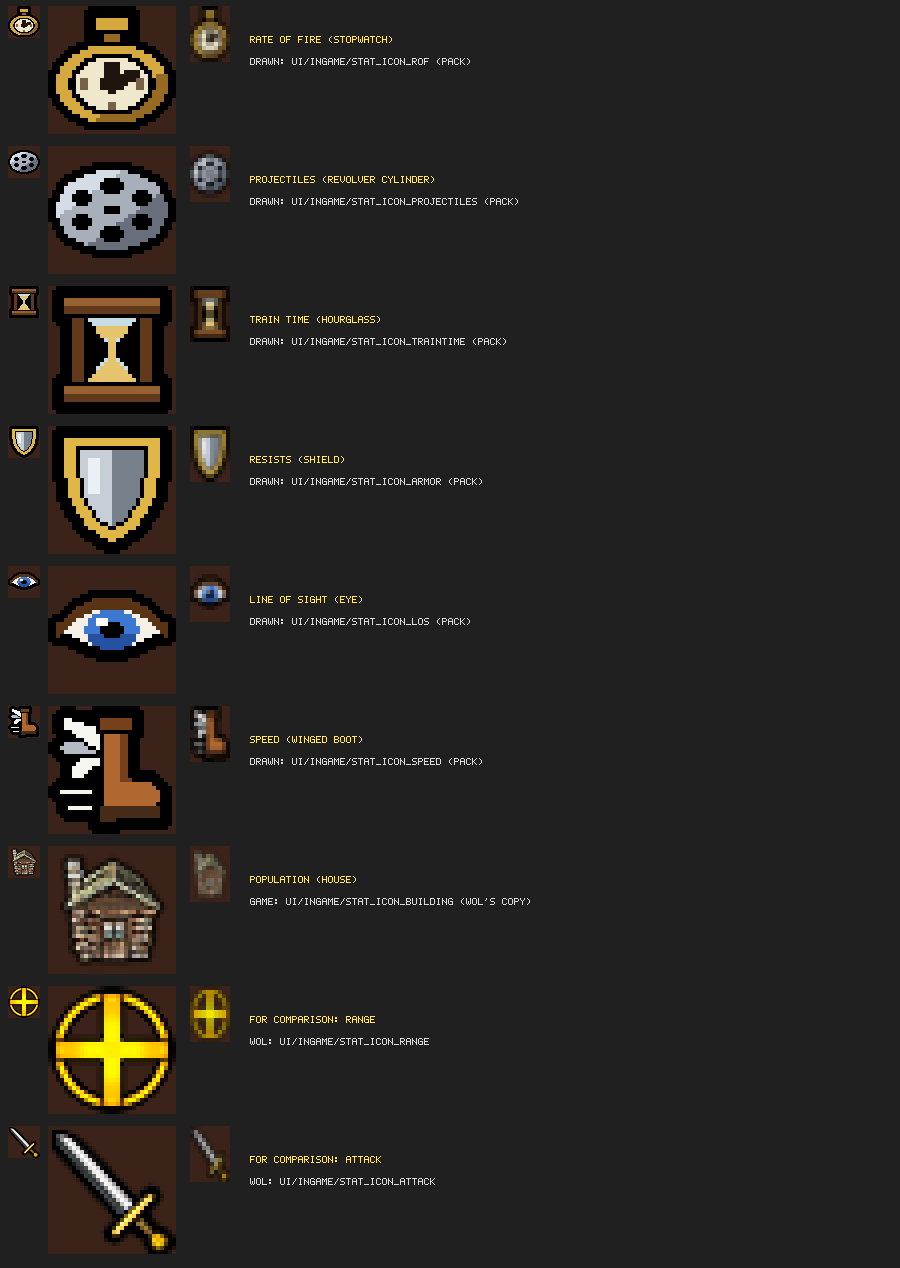 RATE OF FIRE (STOPWATCH)
DRAWN: UI/INGAME/STAT_ICON_ROF (PACK)
PROJECTILES (REVOLVER CYLINDER)
DRAWN: UI/INGAME/STAT_ICON_PROJECTILES (PACK)
TRAIN TIME (HOURGLASS)
DRAWN: UI/INGAME/STAT_ICON_TRAINTIME (PACK)
RESISTS (SHIELD)
DRAWN: UI/INGAME/STAT_ICON_ARMOR (PACK)
LINE OF SIGHT (EYE)
DRAWN: UI/INGAME/STAT_ICON_LOS (PACK)
SPEED (WINGED BOOT)
DRAWN: UI/INGAME/STAT_ICON_SPEED (PACK)
POPULATION (HOUSE)
GAME: UI/INGAME/STAT_ICON_BUILDING (WOL'S COPY)
FOR COMPARISON: RANGE
WOL: UI/INGAME/STAT_ICON_RANGE
FOR COMPARISON: ATTACK
WOL: UI/INGAME/STAT_ICON_ATTACK